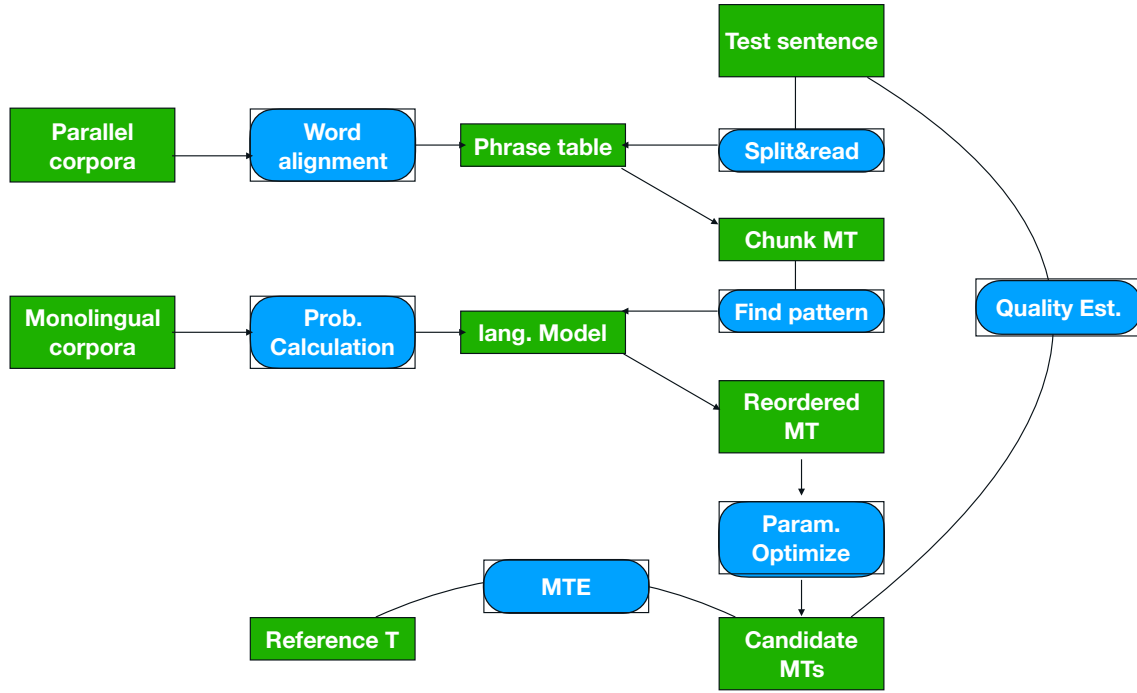 Test sentence
Parallel
corpora
Word
alignment
Phrase table
Split&read
Chunk MT
Monolingual
corpora
Prob.
Calculation
lang. Model
Find pattern
Quality Est.
Reordered
MT
Param.
Optimize
MTE
Reference T
Candidate
MTs